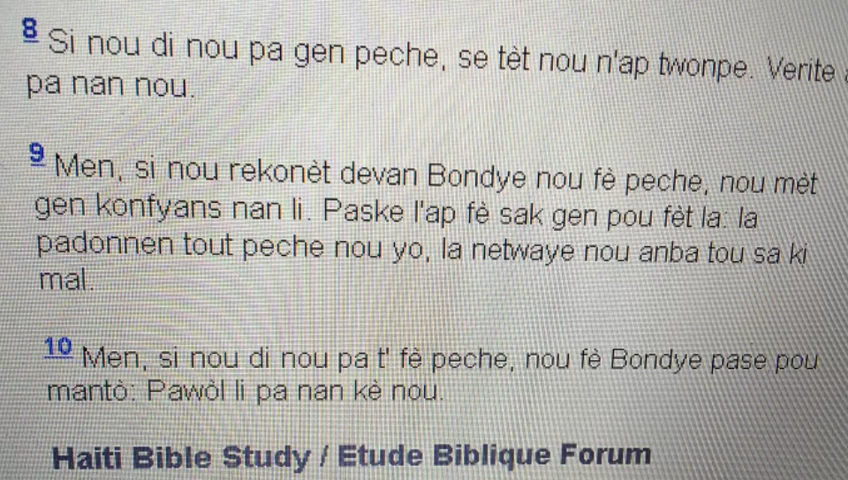 8 Si nou di nou pa gen peche, se tèt nou n'ap twonpe. Verite
pa nan nou.
9 Men, si nou rekonèt devan Bondye nou fè peche, nou mèt
gen konfyans nan li. Paske l'ap fè sak gen pou fèt la: la
padonnen tout peche nou yo, la netwaye nou anba tou sa ki
mal.
10 Men, si nou di nou pa t' fè peche, nou fè Bondye pase pou
mantò: Pawòl li pa nan kè nou.
Haiti Bible Study / Etude Biblique Forum